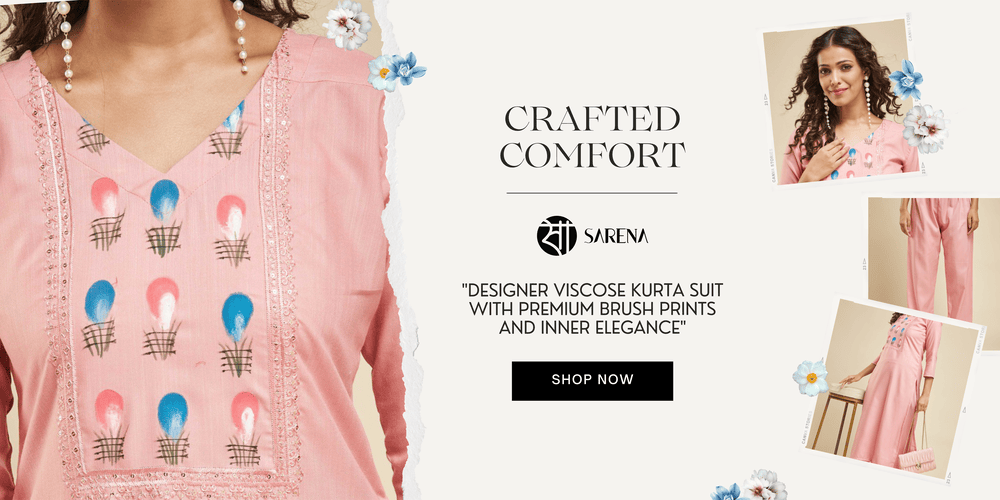 CRAFTED
COMFORT
सा SARENA
"DESIGNER VISCOSE KURTA SUIT
WITH PREMIUM BRUSH PRINTS
AND INNER ELEGANCE"
SHOP NOW